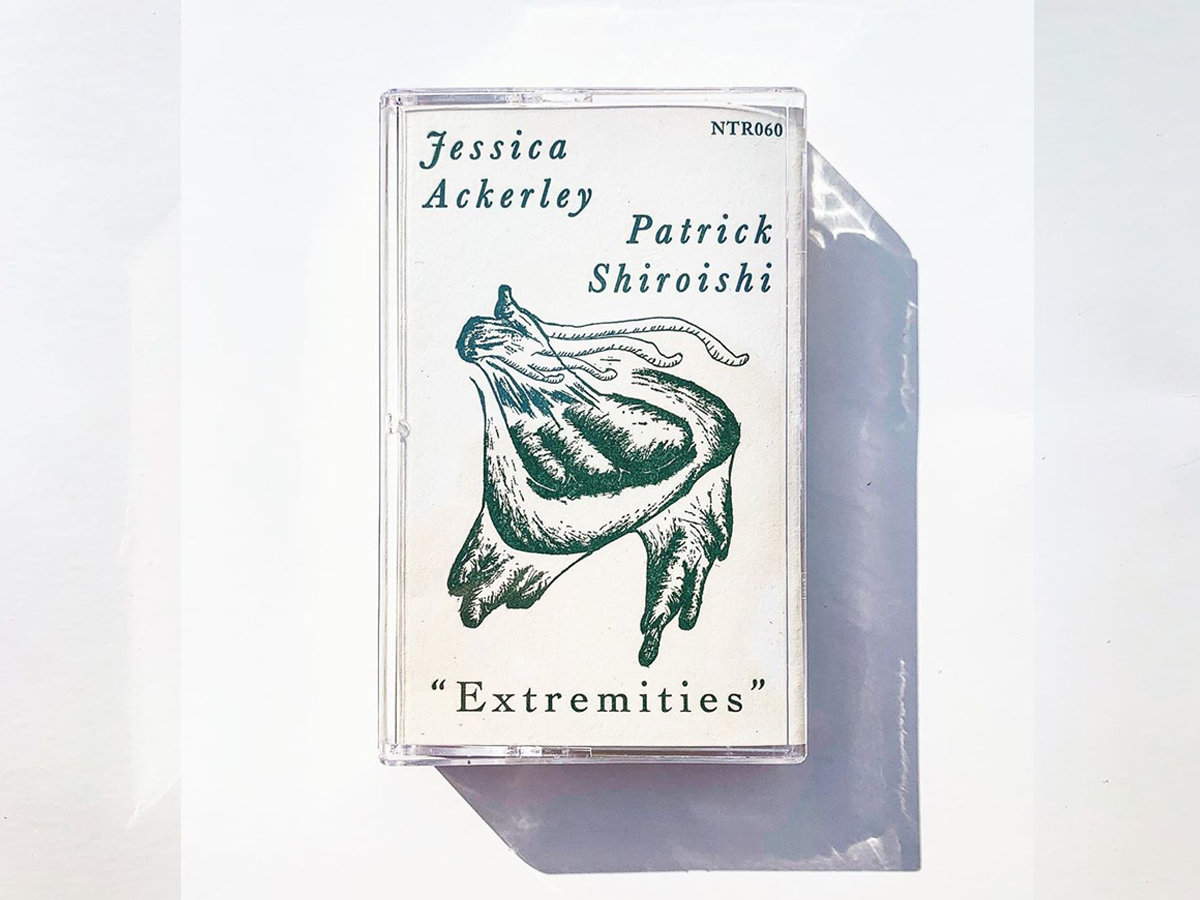 Jessica
Ackerley
NTR060
Patrick
Shiroishi
“Extremities”